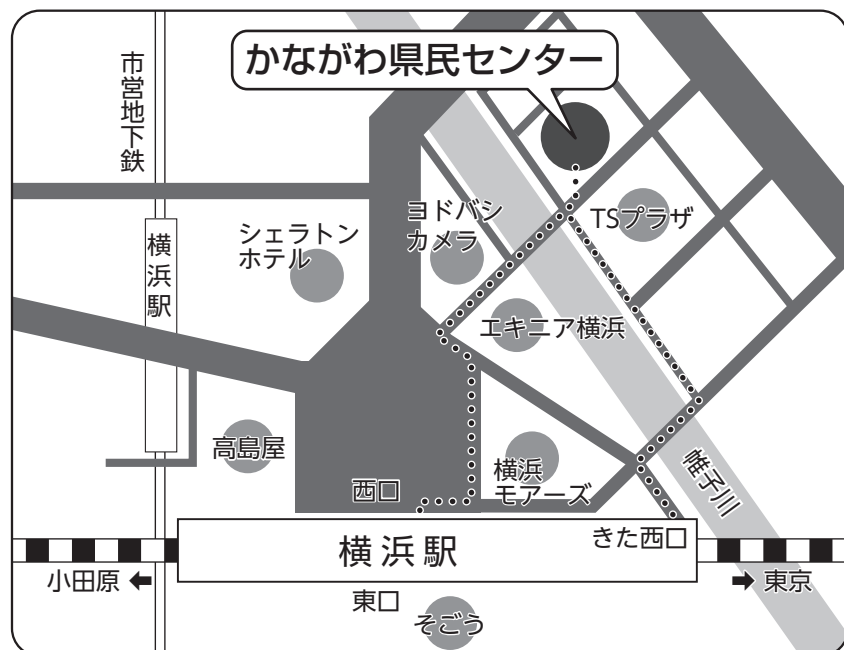 かながわ県民センター
市営地下鉄
横浜駅
シェラトン
ホテル
ヨドバシ
カメラ
TSプラザ
エキニア横浜
高島屋
西口
横浜
モアーズ
帷子川
横浜駅
きた西口
小田原
東京
東口
そごう